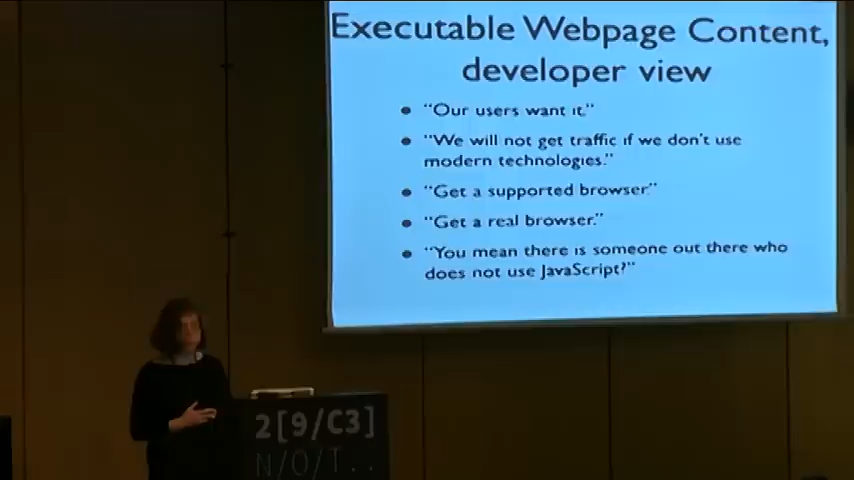 Executable Webpage Content,
developer view
• "Our users want it."
• "We will not get traffic if we don't use
modern technologies."
• "Get a supported browser."
• "Get a real browser."
• "You mean there is someone out there who
does not use JavaScript?"
2[9/C3]
N/O/T..